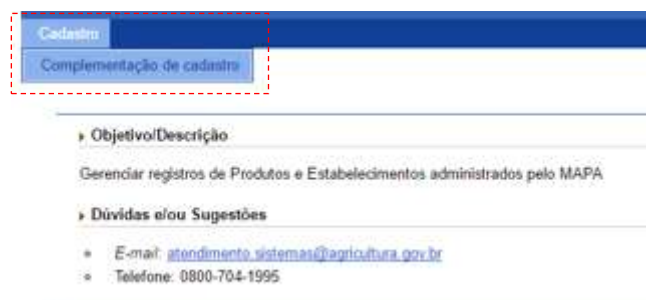 Cadastro
Complementação de cadastro
Objetivo/Descrição
Gerenciar registros de Produtos e Estabelecimentos administrados pelo MAPA
Dúvidas e/ou Sugestões
E-mail: atendimento.sistemas@agricultura.gov.br
Telefone: 0800-704-1995